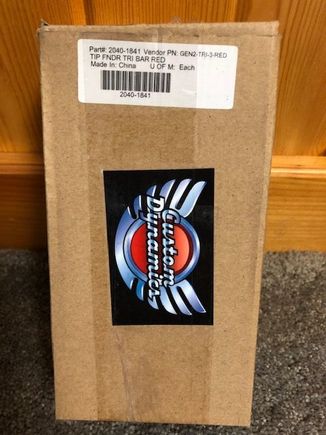 Part#: 2040-1841 Vendor PN: GEN2-TRI-3-RED
TIP FNDR TRI BAR RED
Made In: China U OF M: Each
2040-1841
Custom
Dynamics